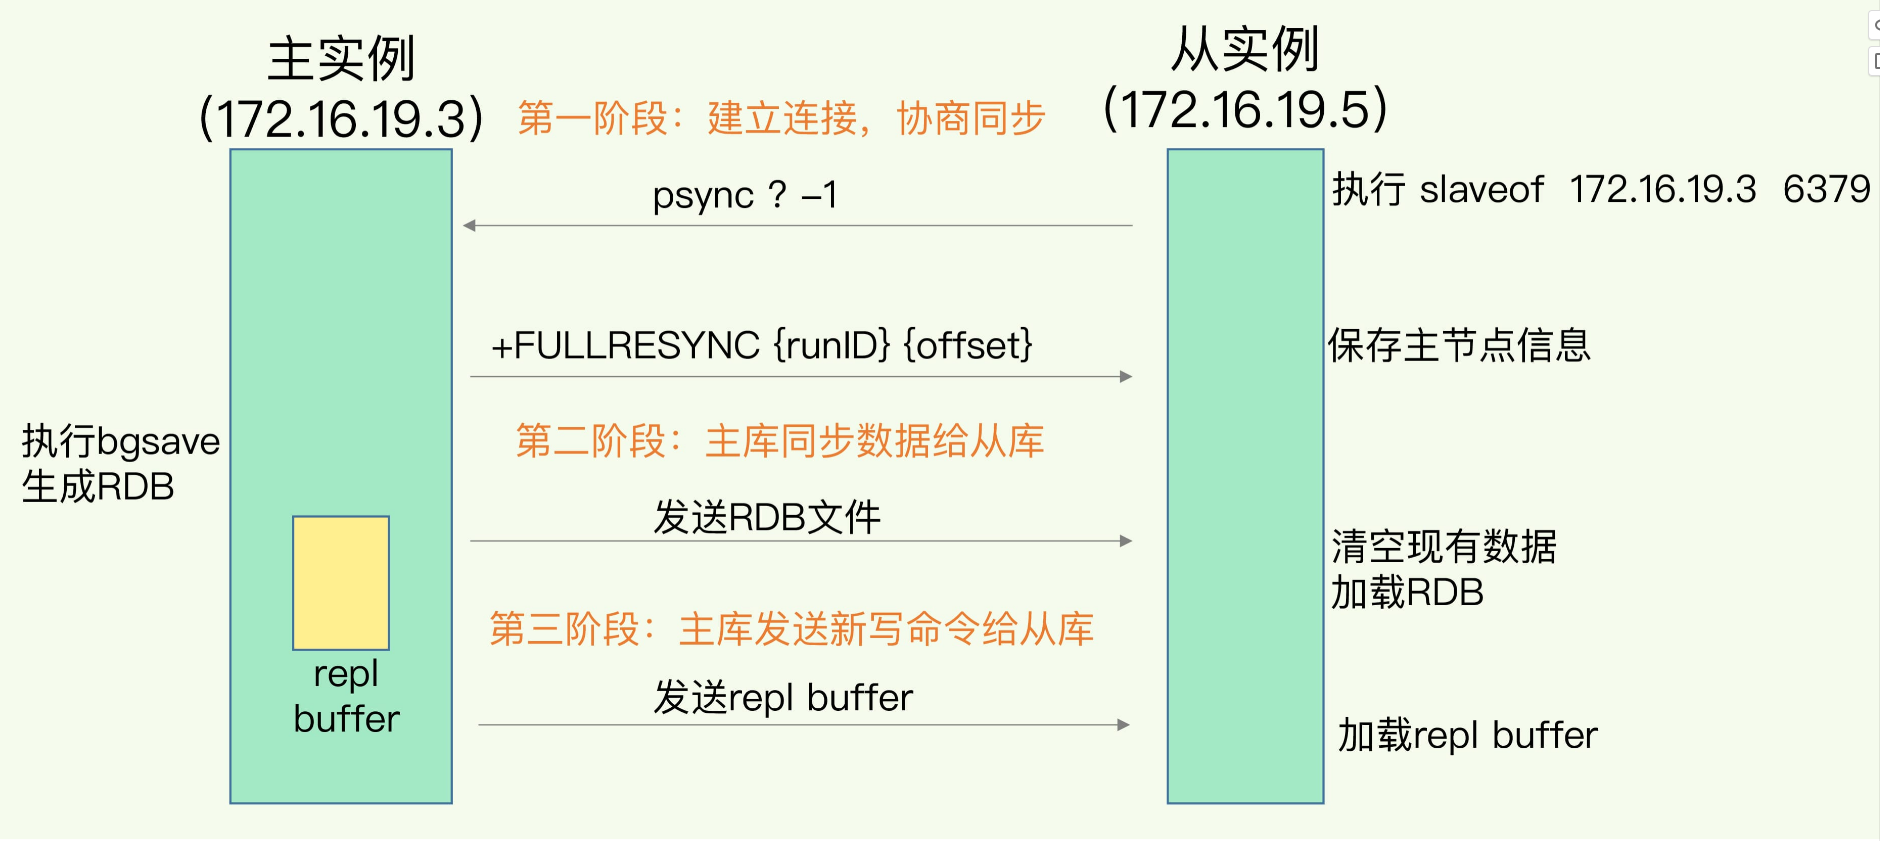 主实例
(172.16.19.3)
从实例
(172.16.19.5)
第一阶段：建立连接，协商同步
psync ? –1
执行 slaveof 172.16.19.3 6379
+FULLRESYNC {runID} {offset}
保存主节点信息
执行bgsave
生成RDB
第二阶段：主库同步数据给从库
发送RDB文件
清空现有数据
加载RDB
第三阶段：主库发送新写命令给从库
repl
buffer
发送repl buffer
加载repl buffer